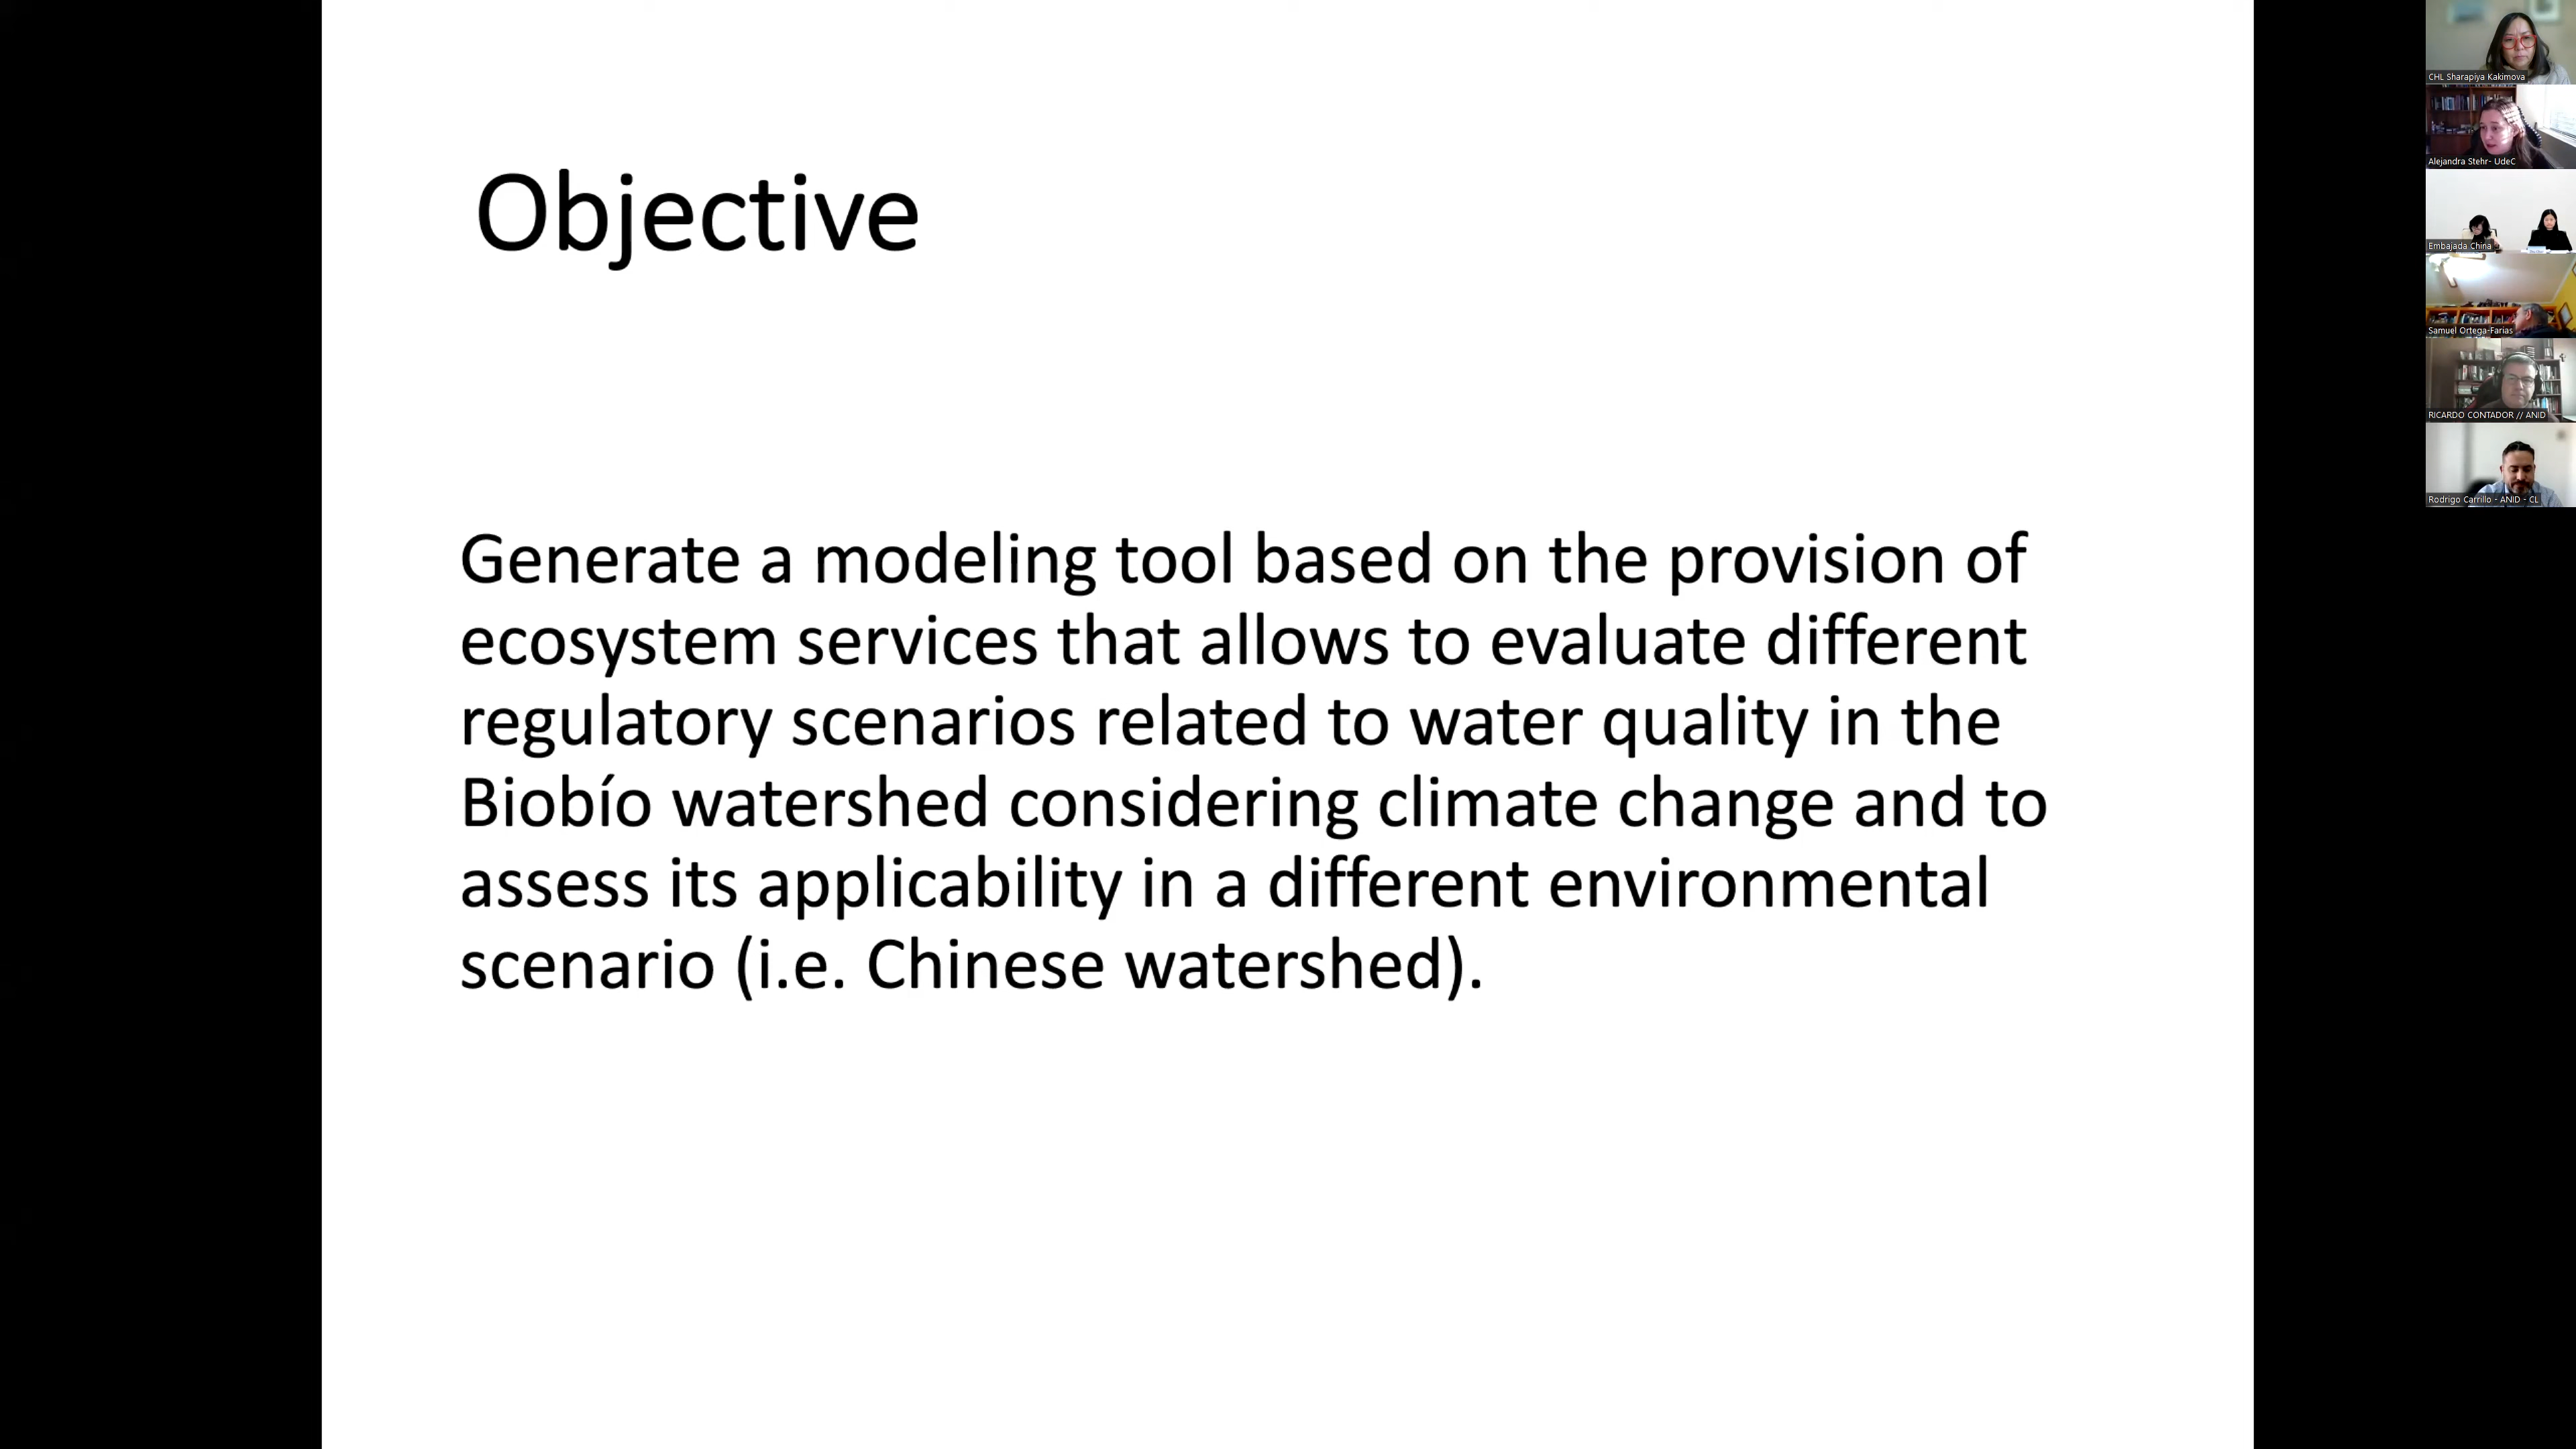 Objective
Generate a modeling tool based on the provision of
ecosystem services that allows to evaluate different
regulatory scenarios related to water quality in the
Biobío watershed considering climate change and to
assess its applicability in a different environmental
scenario (i.e. Chinese watershed).
CHL Sharapiya Kakimova
Alejandra Stehr- UdeC
Embajada China
Samuel Ortega-Farias
RICARDO CONTADOR // ANID
Rodrigo Carrillo - ANID - CL